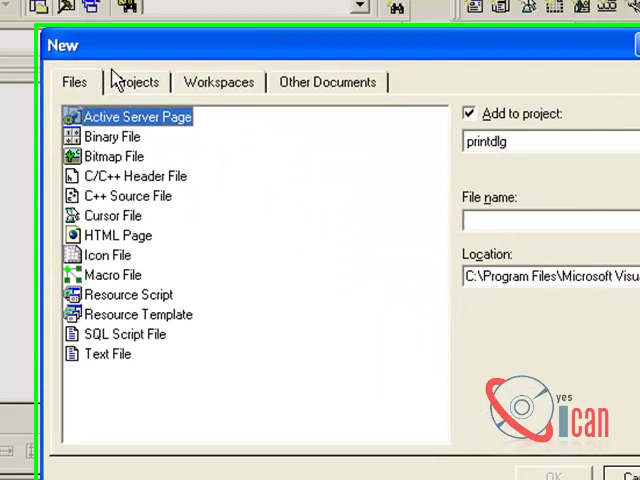 New
Files
Projects
Workspaces
Other Documents
Active Server Page
Binary File
Bitmap File
C/C++ Header File
C++ Source File
Cursor File
HTML Page
Icon File
Macro File
Resource Script
Resource Template
SQL Script File
Text File
Add to project:
printdlg
File name:
Location:
C:\Program Files\Microsoft Visu
yes
Ican
OK